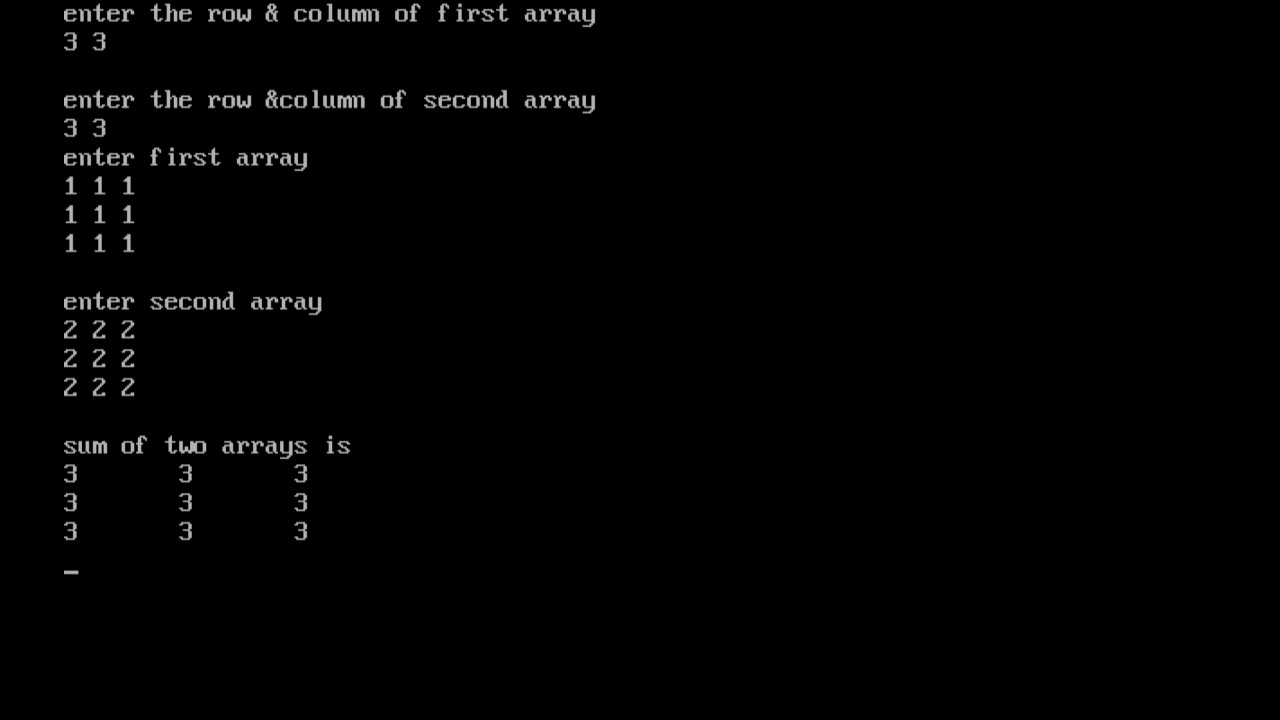 enter the row & column of first array
3 3
enter the row &column of second array
3 3
enter first array
1 1 1
1 1 1
1 1 1
enter second array
2 2 2
2 2 2
2 2 2
sum of two arrays is
3 3 3
3 3 3
3 3 3
_